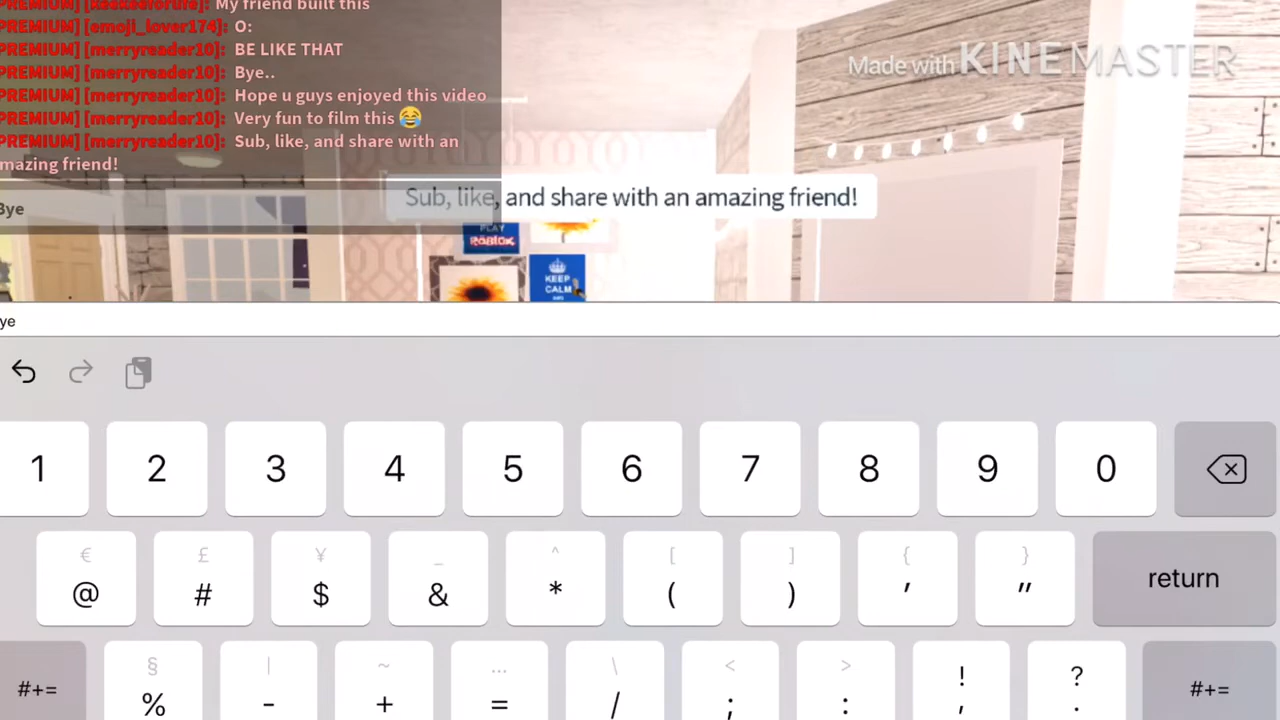 PREMIUM] [keekeeforlife]: My friend built this
PREMIUM] [emoji_lover174]: O:
PREMIUM] [merryreader10]: BE LIKE THAT
PREMIUM] [merryreader10]: Bye..
PREMIUM] [merryreader10]: Hope u guys enjoyed this video
PREMIUM] [merryreader10]: Very fun to film this 😂
PREMIUM] [merryreader10]: Sub, like, and share with an
mazing friend!
Made with KINEMASTER
Sub, like, and share with an amazing friend!
Bye
PLAY
ROBLOX
KEEP
CALM
AND
ye
1 2 3 4 5 6 7 8 9 0
€ £ ¥ _ ^ [ ] { }
@ # $ & * ( ) ' "
return
§ | ~ … \ < > ! ?
#+= % - + = / ; : , . #+=